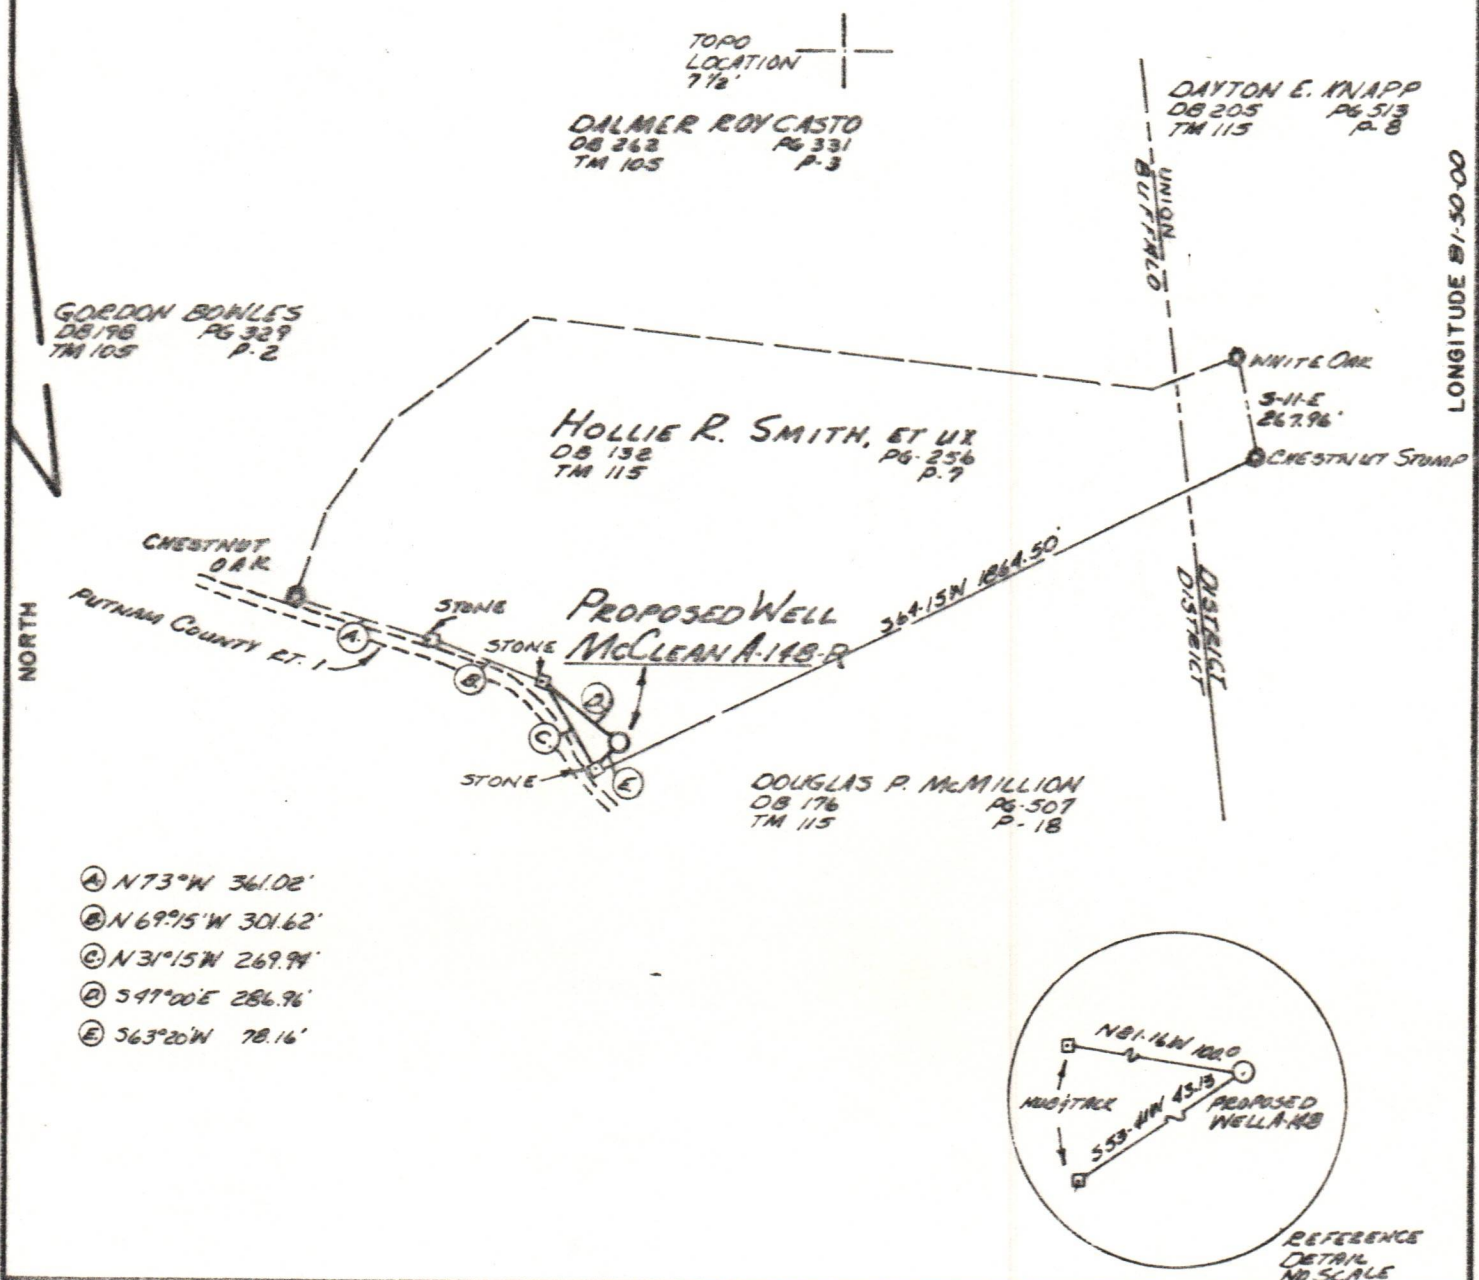 TOPO
LOCATION
7 1/2'
DALMER ROY CASTO
DB 262 PG 331
TM 105 P-3
DAYTON E. KNAPP
DB 205 PG 513
TM 115 P-8
UNION
BUFFALO
LONGITUDE 81-50-00
GORDON BOWLES
DB 198 PG 329
TM 105 P-2
WHITE OAK
S-11-E
267.96'
CHESTNUT STUMP
HOLLIE R. SMITH, ET UX
DB 138 PG-256
TM 115 P.7
CHESTNUT
OAK
PUTNAM COUNTY RT. 1
NORTH
STONE
STONE
PROPOSED WELL
McCLEAN A-148-R
S64-15W 1864.50'
DISTRICT
DISTRICT
A.
B.
C.
D.
E
STONE
DOUGLAS P. McMILLION
DB 176 PG-507
TM 115 P-18
A. N73°W 361.02'
B. N69°15'W 301.62'
C. N31°15'W 269.94'
D. S47°00'E 286.96'
E. S63°20'W 78.16'
N81-16W 100.0
HUB & TACK
S53-41W 43.13
PROPOSED
WELL A-148
REFERENCE
DETAIL
NO SCALE